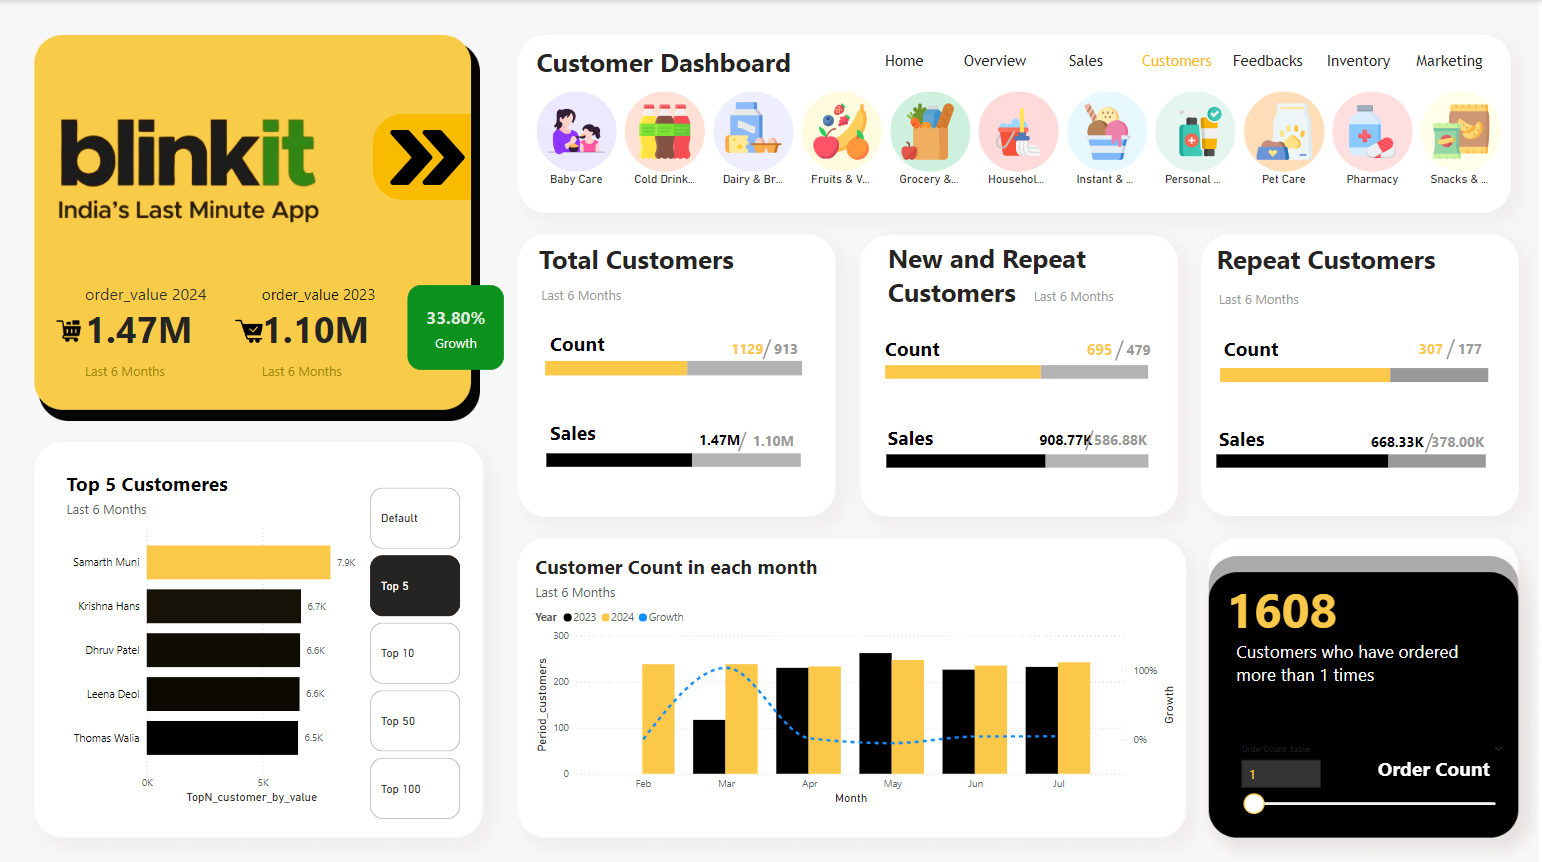 blinkit
India's Last Minute App
order_value 2024
1.47M
Last 6 Months
order_value 2023
1.10M
Last 6 Months
33.80%
Growth
Customer Dashboard
Home
Overview
Sales
Customers
Feedbacks
Inventory
Marketing
Baby Care
Cold Drink...
Dairy & Br...
Fruits & V...
Grocery &...
Househol...
Instant & ...
Personal ...
Pet Care
Pharmacy
Snacks & ...
Total Customers
Last 6 Months
Count
1129/ 913
Sales
1.47M/ 1.10M
New and Repeat
Customers Last 6 Months
Count
695 / 479
Sales
908.77K/586.88K
Repeat Customers
Last 6 Months
Count
307 / 177
Sales
668.33K /378.00K
Top 5 Customeres
Last 6 Months
Samarth Muni 7.9K
Krishna Hans 6.7K
Dhruv Patel 6.6K
Leena Deol 6.6K
Thomas Walia 6.5K
0K 5K
TopN_customer_by_value
Default
Top 5
Top 10
Top 50
Top 100
Customer Count in each month
Last 6 Months
Year 2023 2024 Growth
300
200
100
0
Period_customers
100%
0%
Growth
Feb Mar Apr May Jun Jul
Month
1608
Customers who have ordered
more than 1 times
OrderCount_table
1
Order Count